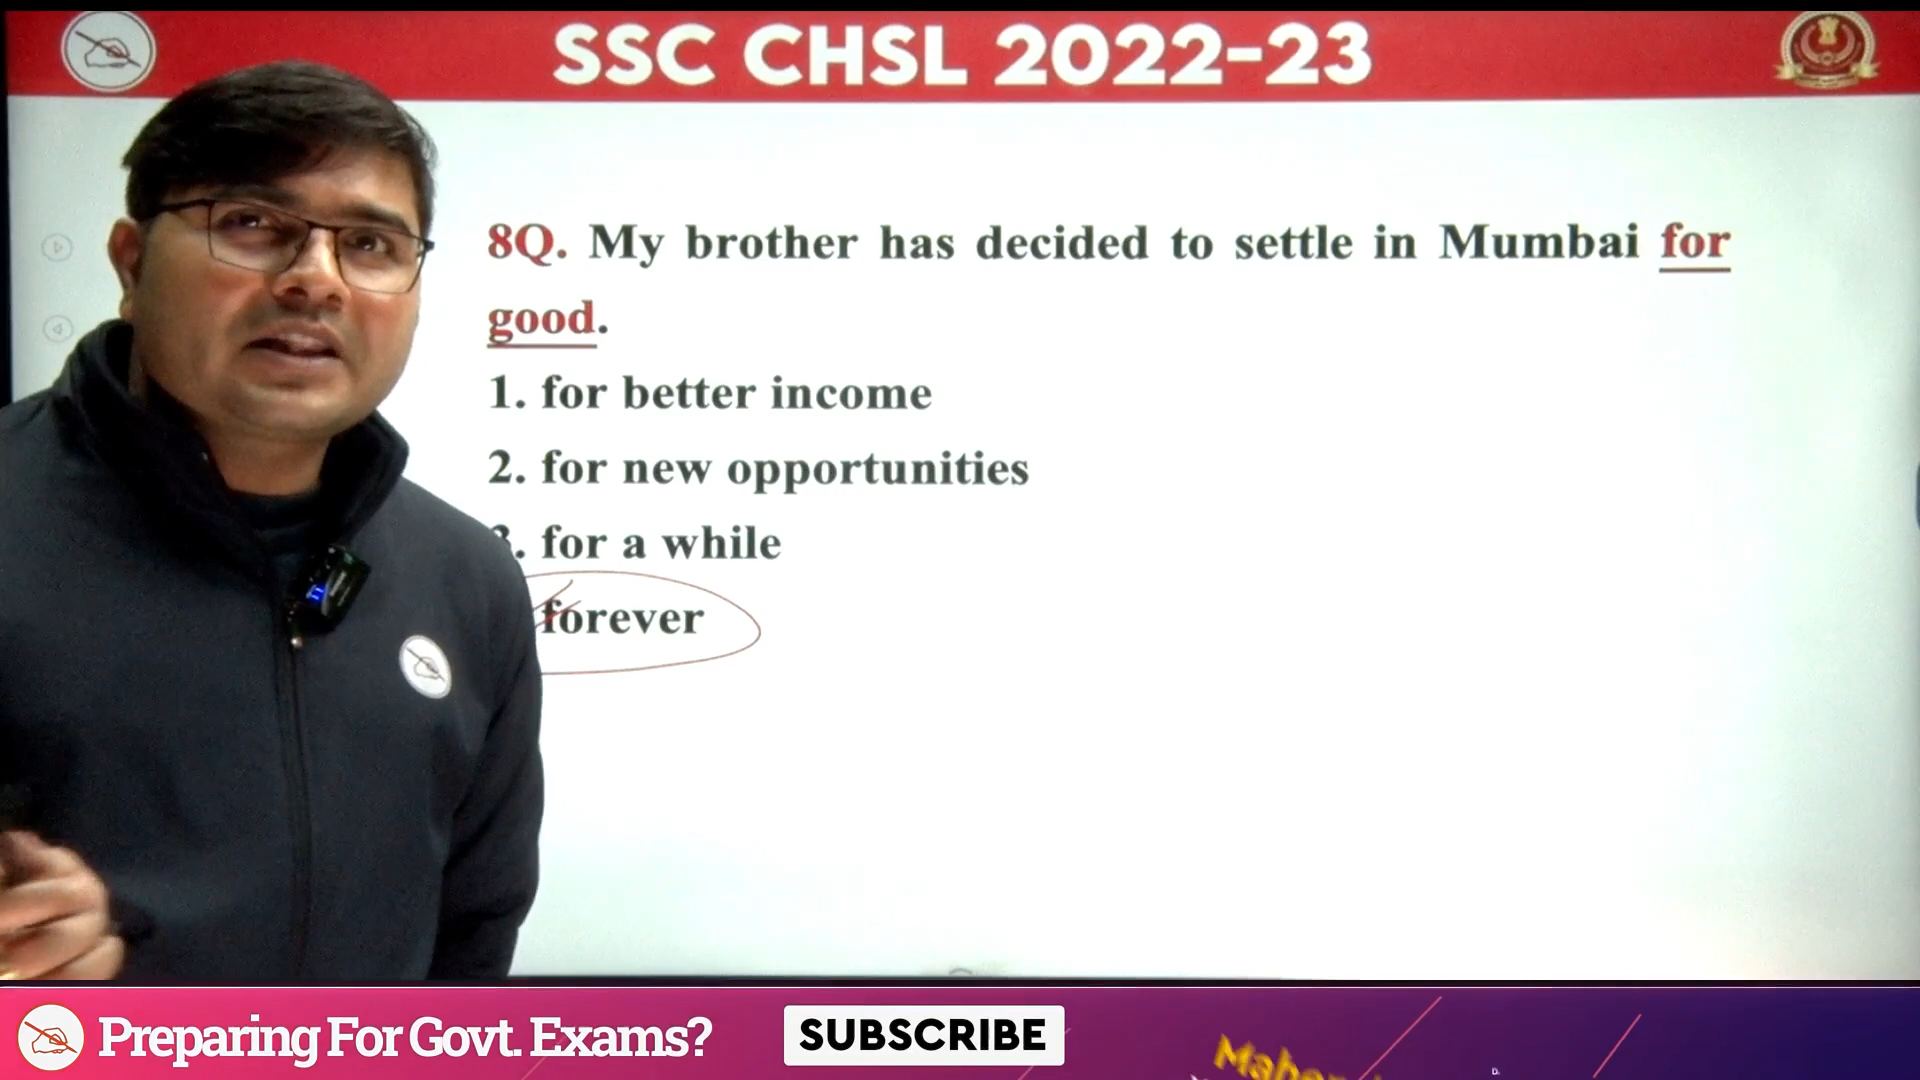 SSC CHSL 2022-23
8Q. My brother has decided to settle in Mumbai for
good.
1. for better income
2. for new opportunities
3. for a while
forever
Preparing For Govt. Exams?
SUBSCRIBE